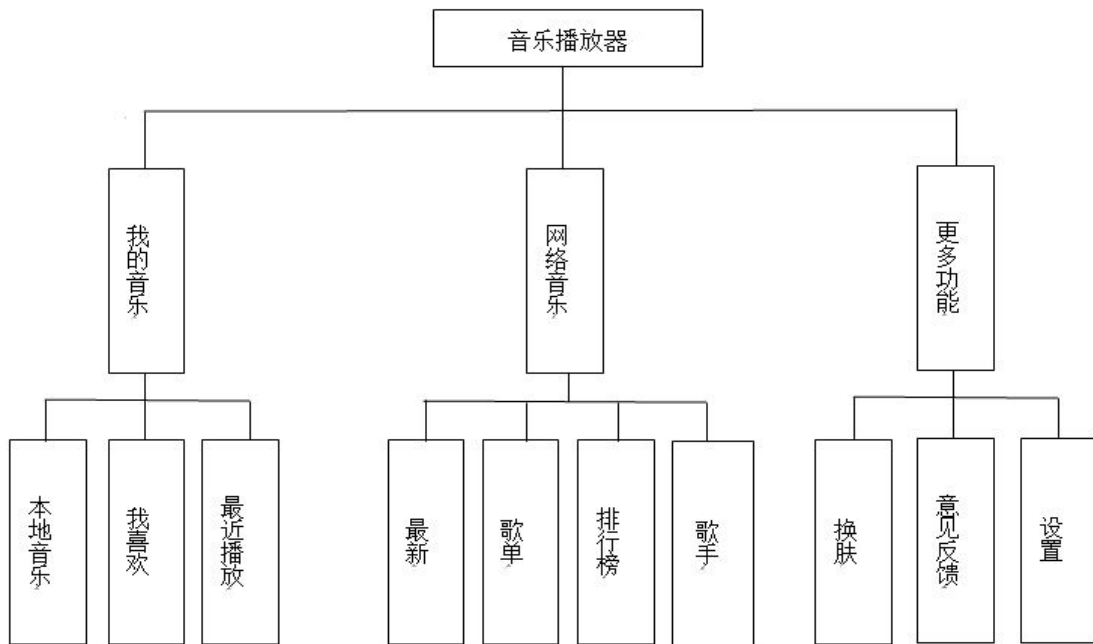 音乐播放器
我的音乐
网络音乐
更多功能
本地音乐
我喜欢
最近播放
最新
歌单
排行榜
歌手
换肤
意见反馈
设置